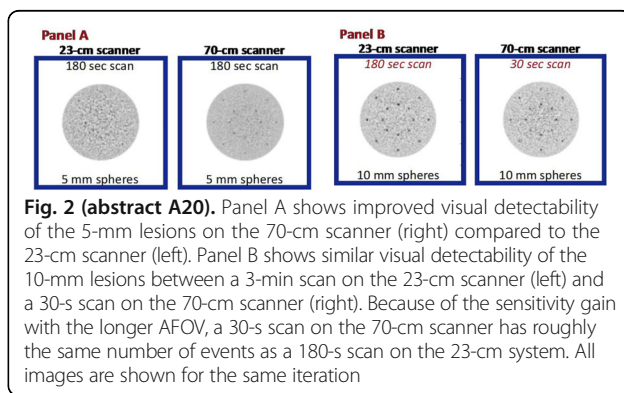 Panel A
Panel B
23-cm scanner 70-cm scanner 23-cm scanner 70-cm scanner
180 sec scan 180 sec scan 180 sec scan 30 sec scan
5 mm spheres 5 mm spheres 10 mm spheres 10 mm spheres
Fig. 2 (abstract A20). Panel A shows improved visual detectability
of the 5-mm lesions on the 70-cm scanner (right) compared to the
23-cm scanner (left). Panel B shows similar visual detectability of the
10-mm lesions between a 3-min scan on the 23-cm scanner (left) and
a 30-s scan on the 70-cm scanner (right). Because of the sensitivity gain
with the longer AFOV, a 30-s scan on the 70-cm scanner has roughly
the same number of events as a 180-s scan on the 23-cm system. All
images are shown for the same iteration